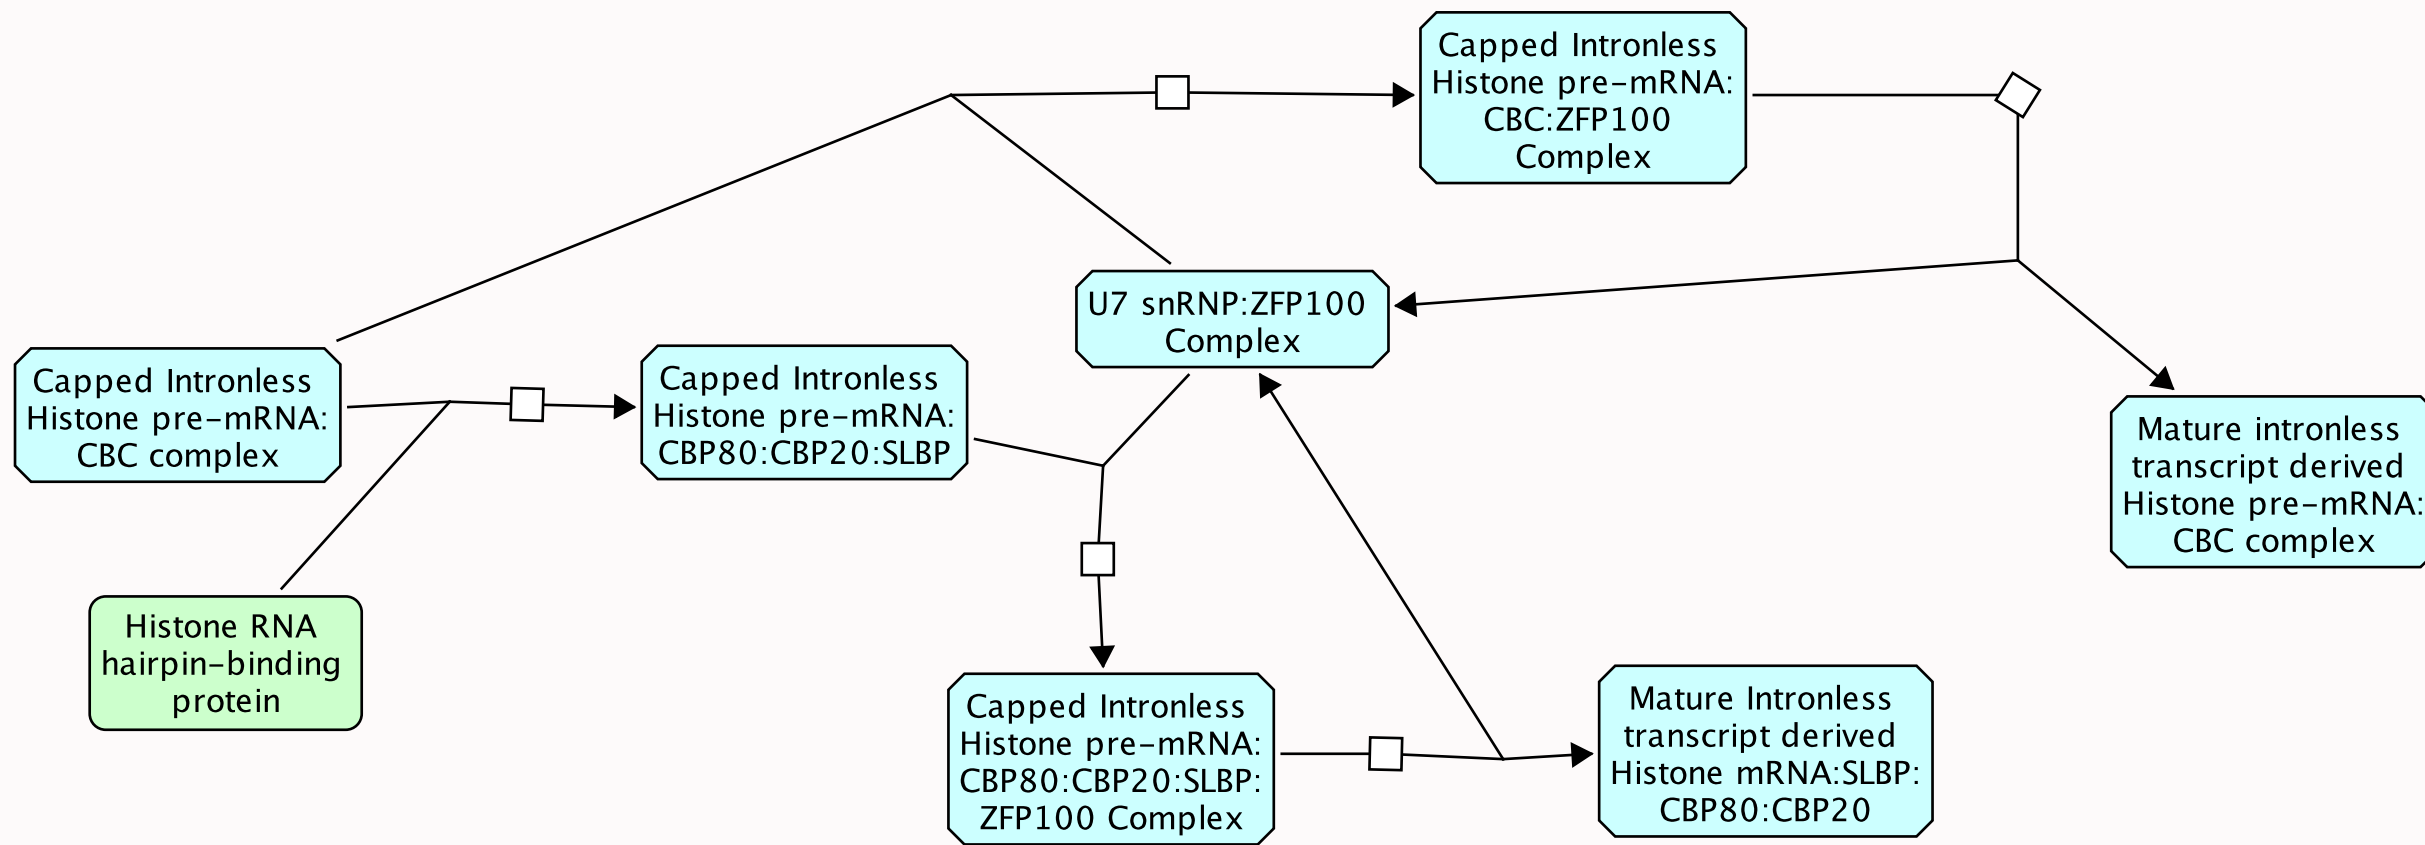 Capped Intronless
Histone pre-mRNA:
CBC:ZFP100
Complex
U7 snRNP:ZFP100
Complex
Capped Intronless
Histone pre-mRNA:
CBC complex
Capped Intronless
Histone pre-mRNA:
CBP80:CBP20:SLBP
Mature intronless
transcript derived
Histone pre-mRNA:
CBC complex
Histone RNA
hairpin-binding
protein
Capped Intronless
Histone pre-mRNA:
CBP80:CBP20:SLBP:
ZFP100 Complex
Mature Intronless
transcript derived
Histone mRNA:SLBP:
CBP80:CBP20